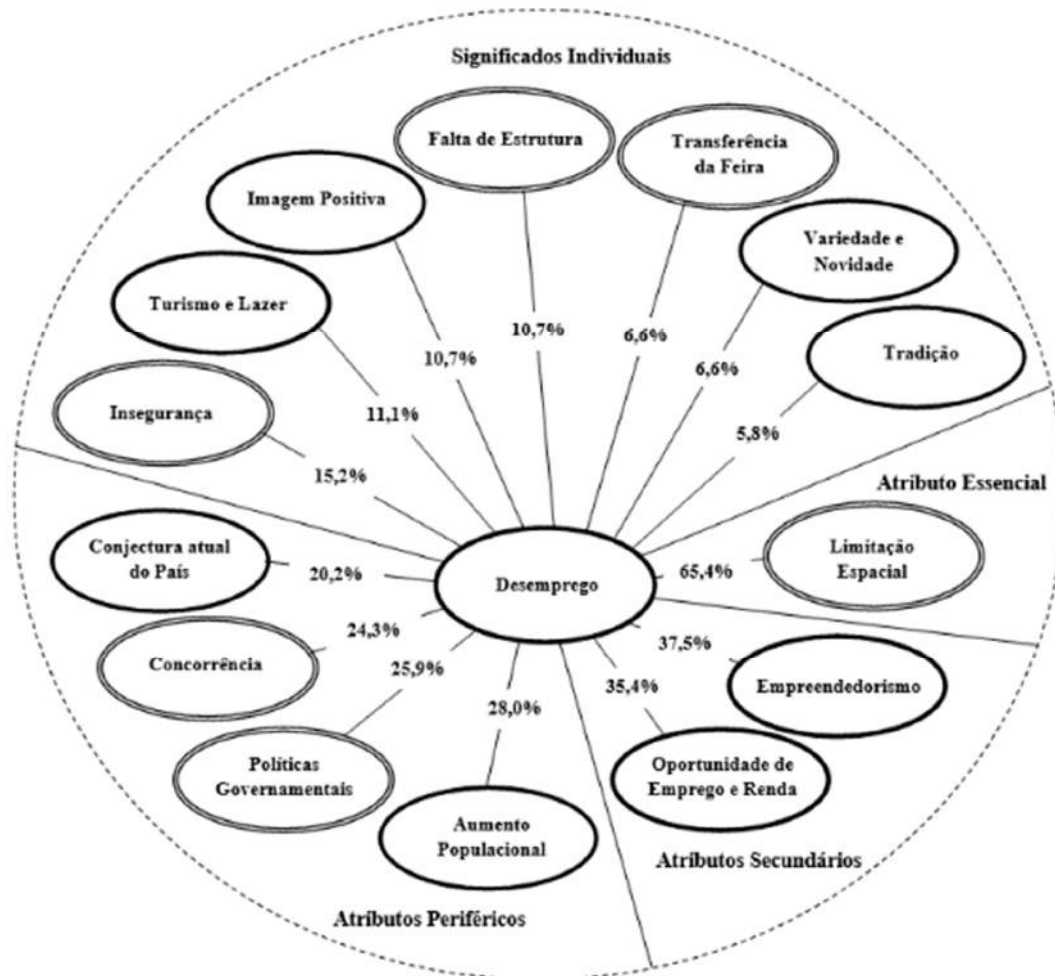 Significados Individuais
Falta de Estrutura
Transferência
da Feira
Imagem Positiva
Variedade e
Novidade
Turismo e Lazer
Tradição
Insegurança
10,7%
6,6%
10,7%
6,6%
11,1%
5,8%
15,2%
Atributo Essencial
Limitação
Espacial
65,4%
Desemprego
Conjectura atual
do País
20,2%
Concorrência
24,3%
Políticas
Governamentais
25,9%
Aumento
Populacional
28,0%
Atributos Periféricos
37,5%
Empreendedorismo
35,4%
Oportunidade de
Emprego e Renda
Atributos Secundários